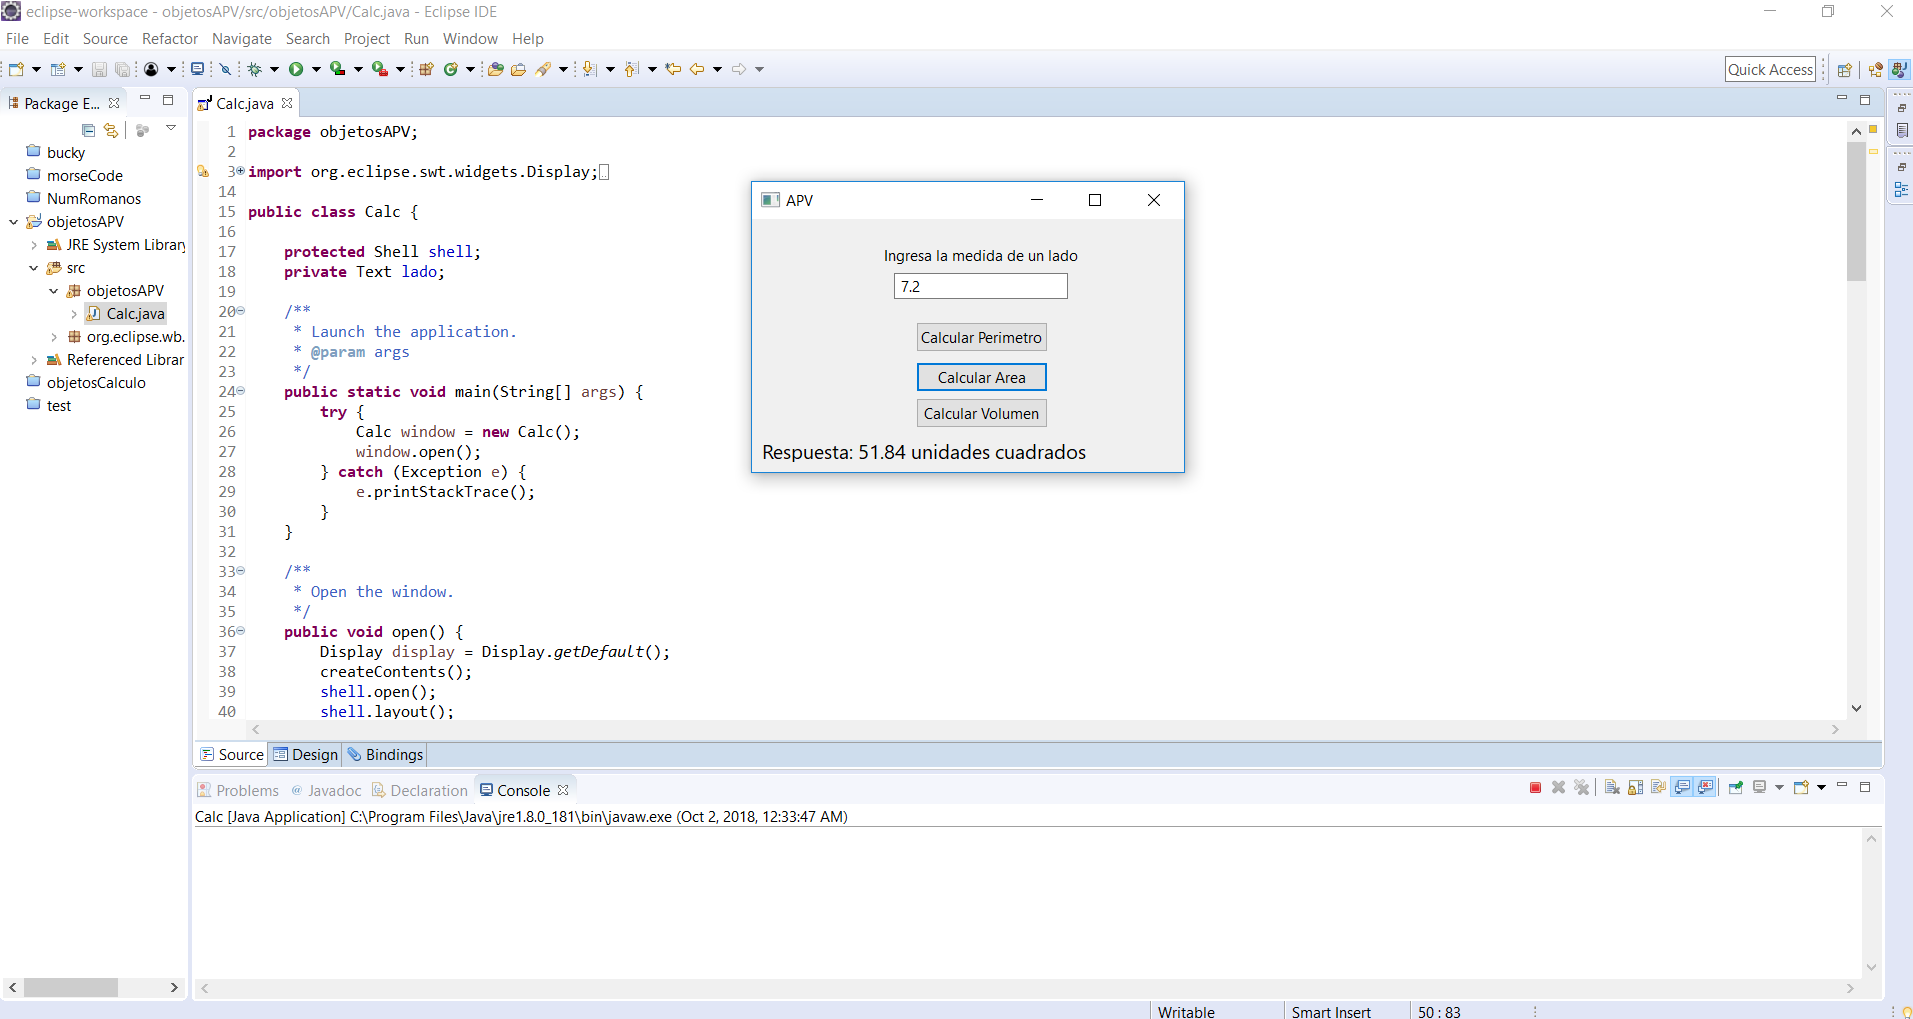 eclipse-workspace - objetosAPV/src/objetosAPV/Calc.java - Eclipse IDE
File Edit Source Refactor Navigate Search Project Run Window Help
Quick Access
Package E...
bucky
morseCode
NumRomanos
objetosAPV
JRE System Library
src
objetosAPV
Calc.java
org.eclipse.wb.
Referenced Librar
objetosCalculo
test
Calc.java
1 package objetosAPV;
2
3 import org.eclipse.swt.widgets.Display;
14
15 public class Calc {
16
17 protected Shell shell;
18 private Text lado;
19
20 /**
21 * Launch the application.
22 * @param args
23 */
24 public static void main(String[] args) {
25 try {
26 Calc window = new Calc();
27 window.open();
28 } catch (Exception e) {
29 e.printStackTrace();
30 }
31 }
32
33 /**
34 * Open the window.
35 */
36 public void open() {
37 Display display = Display.getDefault();
38 createContents();
39 shell.open();
40 shell.layout();
APV
Ingresa la medida de un lado
7.2
Calcular Perimetro
Calcular Area
Calcular Volumen
Respuesta: 51.84 unidades cuadrados
Source Design Bindings
Problems @ Javadoc Declaration Console
Calc [Java Application] C:\Program Files\Java\jre1.8.0_181\bin\javaw.exe (Oct 2, 2018, 12:33:47 AM)
Writable Smart Insert 50 : 83